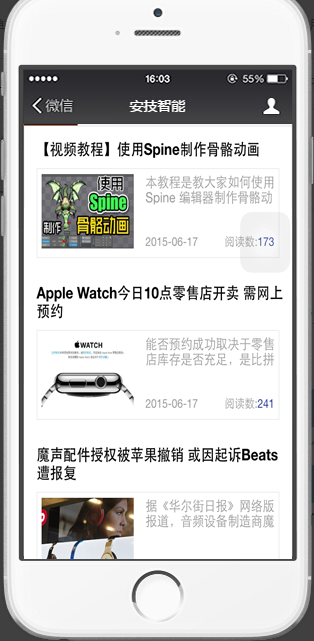 16:03
55%
微信
安技智能
【视频教程】使用Spine制作骨骼动画
使用
Spine
制作 骨骼动画
本教程是教大家如何使用
Spine 编辑器制作骨骼动
2015-06-17 阅读数:173
Apple Watch今日10点零售店开卖 需网上
预约
WATCH
能否预约成功取决于零售
店库存是否充足，是比拼
2015-06-17 阅读数:241
魔声配件授权被苹果撤销 或因起诉Beats
遭报复
据《华尔街日报》网络版
报道，音频设备制造商魔